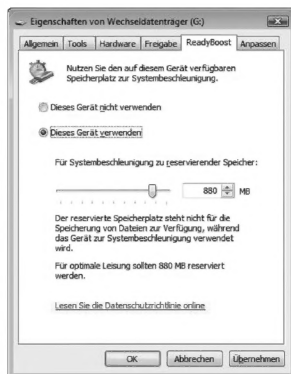 Eigenschaften von Wechseldatenträger (G:)
Allgemein Tools Hardware Freigabe ReadyBoost Anpassen
Nutzen Sie den auf diesem Gerät verfügbaren
Speicherplatz zur Systembeschleunigung.
Dieses Gerät nicht verwenden
Dieses Gerät verwenden
Für Systembeschleunigung zu reservierender Speicher:
880 MB
Der reservierte Speicherplatz steht nicht für die
Speicherung von Dateien zur Verfügung, während
das Gerät zur Systembeschleunigung verwendet
wird.
Für optimale Leisung sollten 880 MB reserviert
werden.
Lesen Sie die Datenschutzrichtlinie online
OK Abbrechen Übernehmen